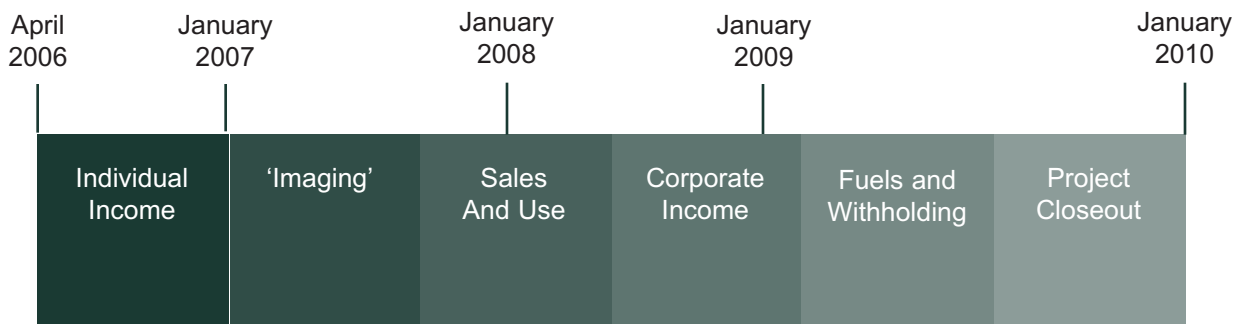 April
2006
January
2007
January
2008
January
2009
January
2010
Individual
Income
‘Imaging’
Sales
And Use
Corporate
Income
Fuels and
Withholding
Project
Closeout